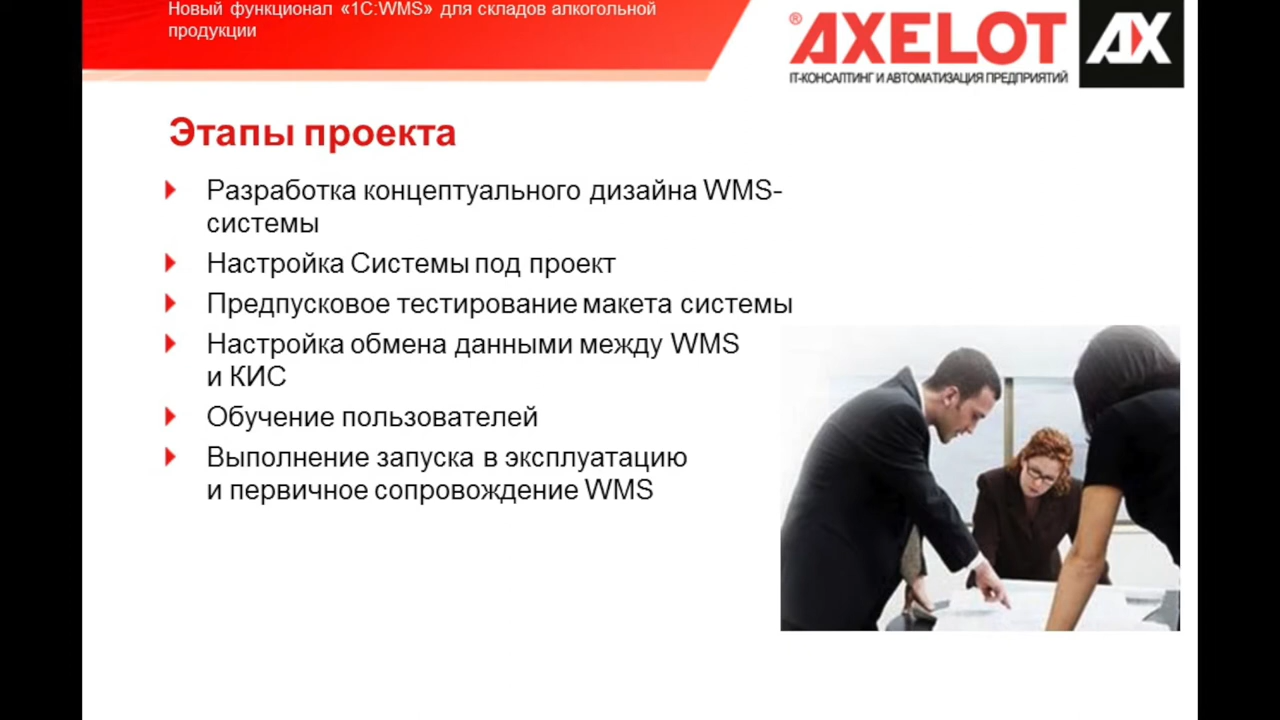 Новый функционал «1С:WMS» для складов алкогольной
продукции
® AXELOT
IT-КОНСАЛТИНГ И АВТОМАТИЗАЦИЯ ПРЕДПРИЯТИЙ
AX
Этапы проекта
Разработка концептуального дизайна WMS-
системы
Настройка Системы под проект
Предпусковое тестирование макета системы
Настройка обмена данными между WMS
и КИС
Обучение пользователей
Выполнение запуска в эксплуатацию
и первичное сопровождение WMS